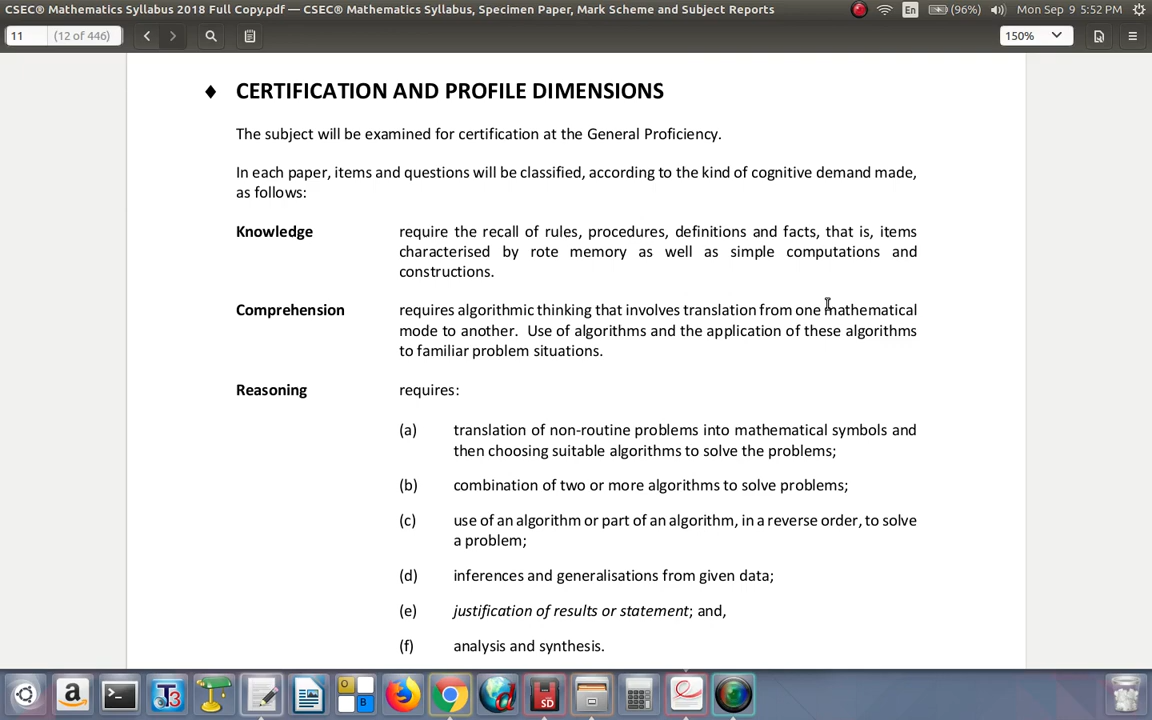 CSEC® Mathematics Syllabus 2018 Full Copy.pdf — CSEC® Mathematics Syllabus, Specimen Paper, Mark Scheme and Subject Reports
En (96%) Mon Sep 9 5:52 PM
11 (12 of 446) 150%
♦ CERTIFICATION AND PROFILE DIMENSIONS
The subject will be examined for certification at the General Proficiency.
In each paper, items and questions will be classified, according to the kind of cognitive demand made,
as follows:
Knowledge require the recall of rules, procedures, definitions and facts, that is, items
characterised by rote memory as well as simple computations and
constructions.
Comprehension requires algorithmic thinking that involves translation from one mathematical
mode to another. Use of algorithms and the application of these algorithms
to familiar problem situations.
Reasoning requires:
(a) translation of non-routine problems into mathematical symbols and
then choosing suitable algorithms to solve the problems;
(b) combination of two or more algorithms to solve problems;
(c) use of an algorithm or part of an algorithm, in a reverse order, to solve
a problem;
(d) inferences and generalisations from given data;
(e) justification of results or statement; and,
(f) analysis and synthesis.
a T3 O B d SD